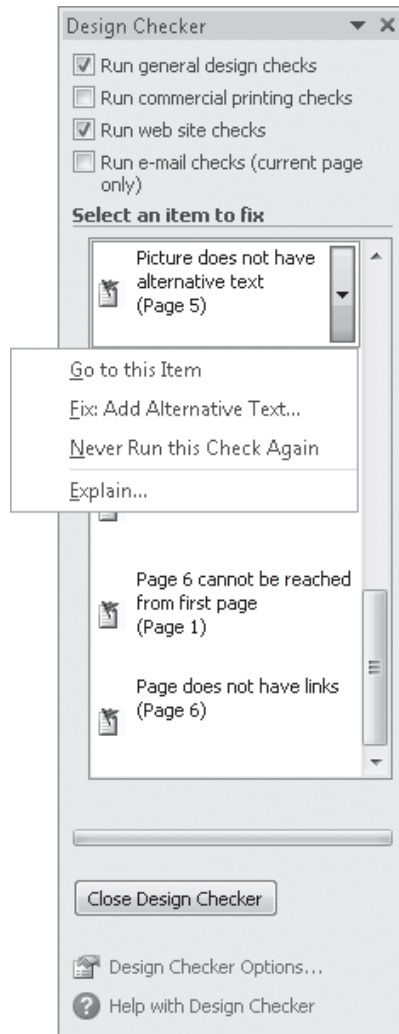 Design Checker
Run general design checks
Run commercial printing checks
Run web site checks
Run e-mail checks (current page
only)
Select an item to fix
Picture does not have
alternative text
(Page 5)
Go to this Item
Fix: Add Alternative Text...
Never Run this Check Again
Explain...
Page 6 cannot be reached
from first page
(Page 1)
Page does not have links
(Page 6)
Close Design Checker
Design Checker Options...
Help with Design Checker